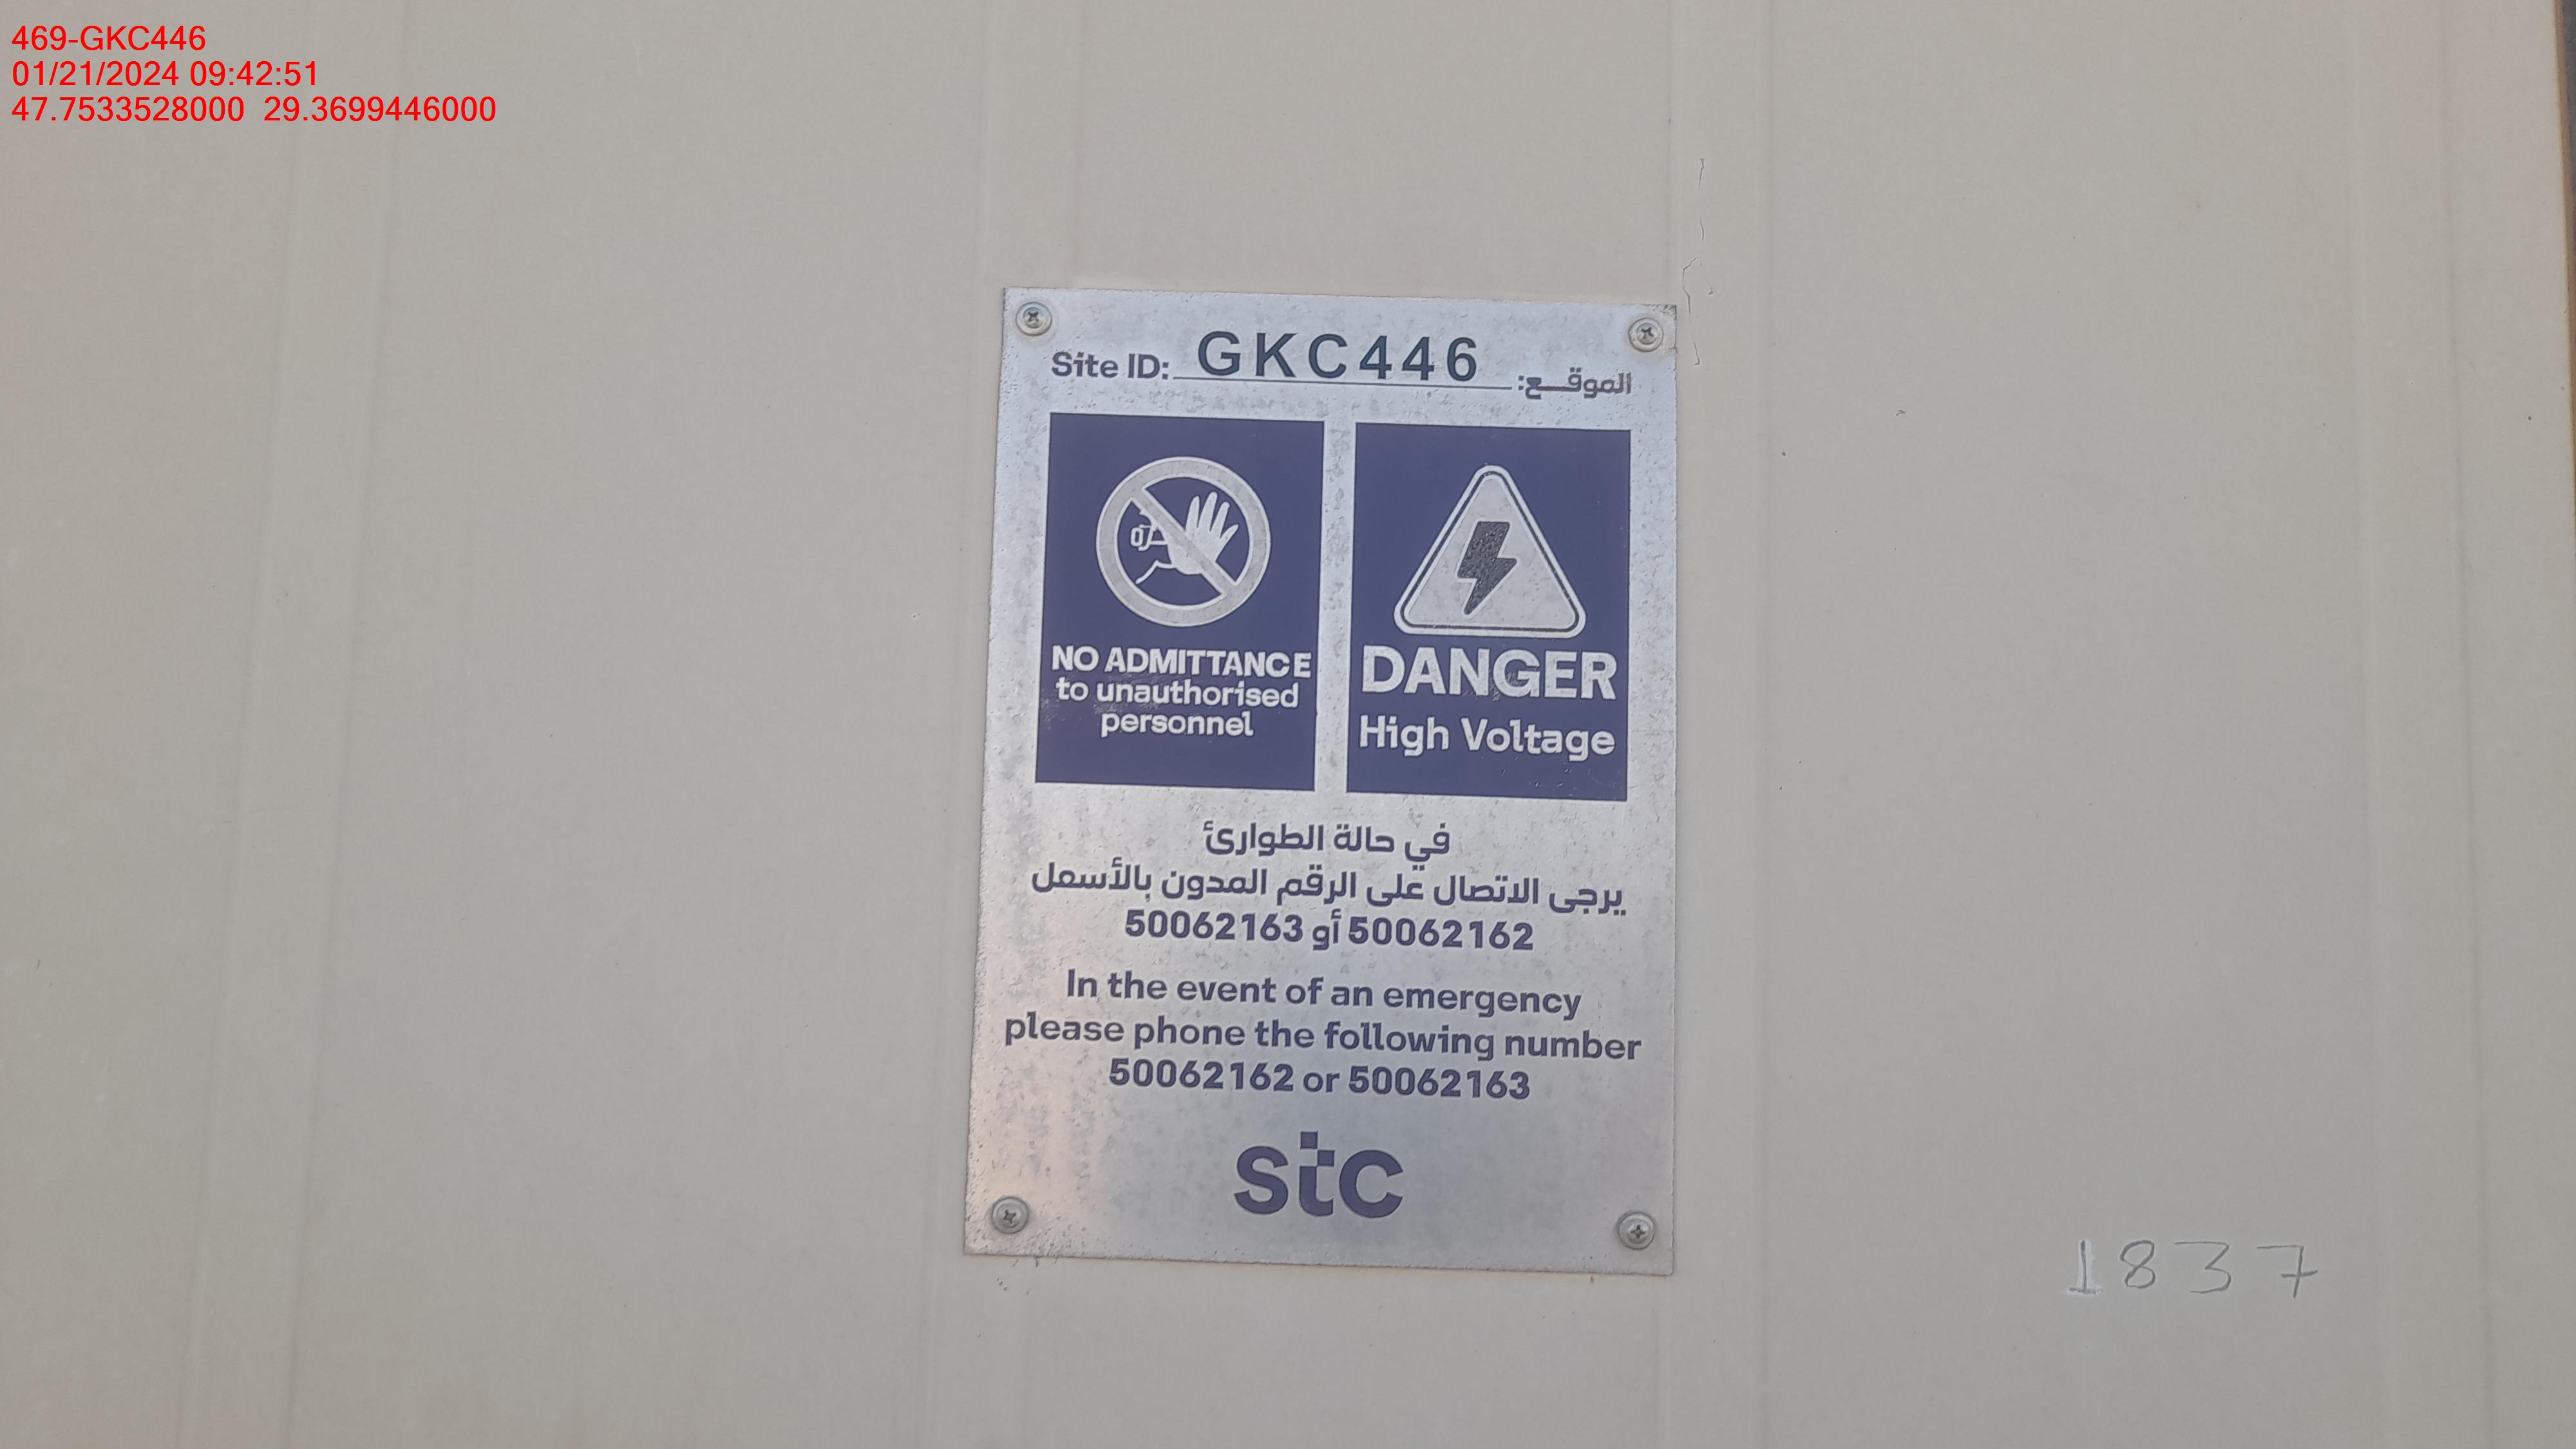 469-GKC446
01/21/2024 09:42:51
47.7533528000 29.3699446000
Site ID: GKC446 الموقـــع:
NO ADMITTANCE
to unauthorised
personnel
DANGER
High Voltage
في حالة الطوارئ
يرجى الاتصال على الرقم المدون بالأسمل
50062162 أو 50062163
In the event of an emergency
please phone the following number
50062162 or 50062163
stc
1837